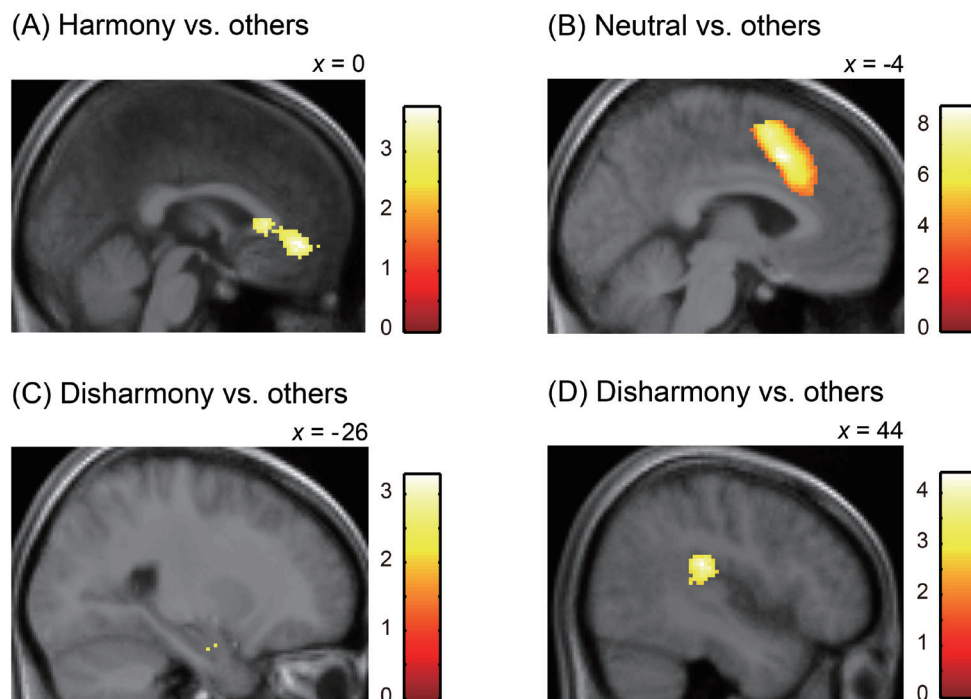 (A) Harmony vs. others
x = 0
3
2
1
0
(B) Neutral vs. others
x = -4
8
6
4
2
0
(C) Disharmony vs. others
x = -26
3
2
1
0
(D) Disharmony vs. others
x = 44
4
3
2
1
0